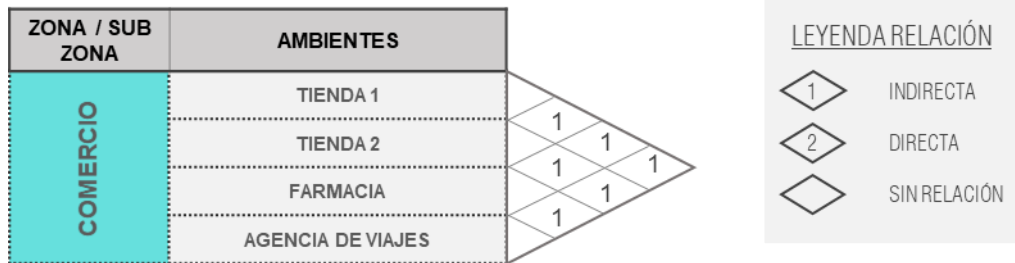 ZONA / SUB
ZONA
AMBIENTES
COMERCIO
TIENDA 1
TIENDA 2
FARMACIA
AGENCIA DE VIAJES
1
1
1
1
1
1
LEYENDA RELACIÓN
1 INDIRECTA
2 DIRECTA
SIN RELACIÓN